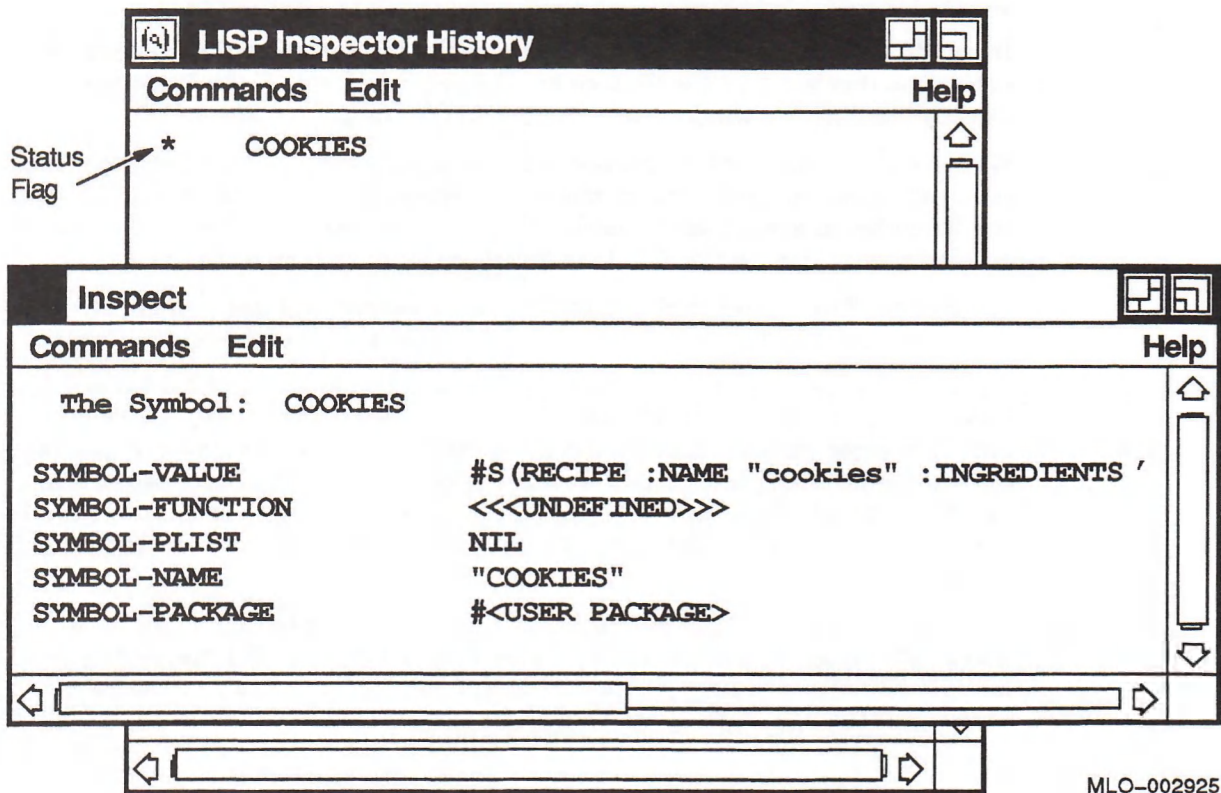 LISP Inspector History
Commands Edit Help
Status
Flag
* COOKIES
Inspect
Commands Edit Help
The Symbol: COOKIES
SYMBOL-VALUE #S(RECIPE :NAME "cookies" :INGREDIENTS '
SYMBOL-FUNCTION <<<UNDEFINED>>>
SYMBOL-PLIST NIL
SYMBOL-NAME "COOKIES"
SYMBOL-PACKAGE #<USER PACKAGE>
MLO-002925